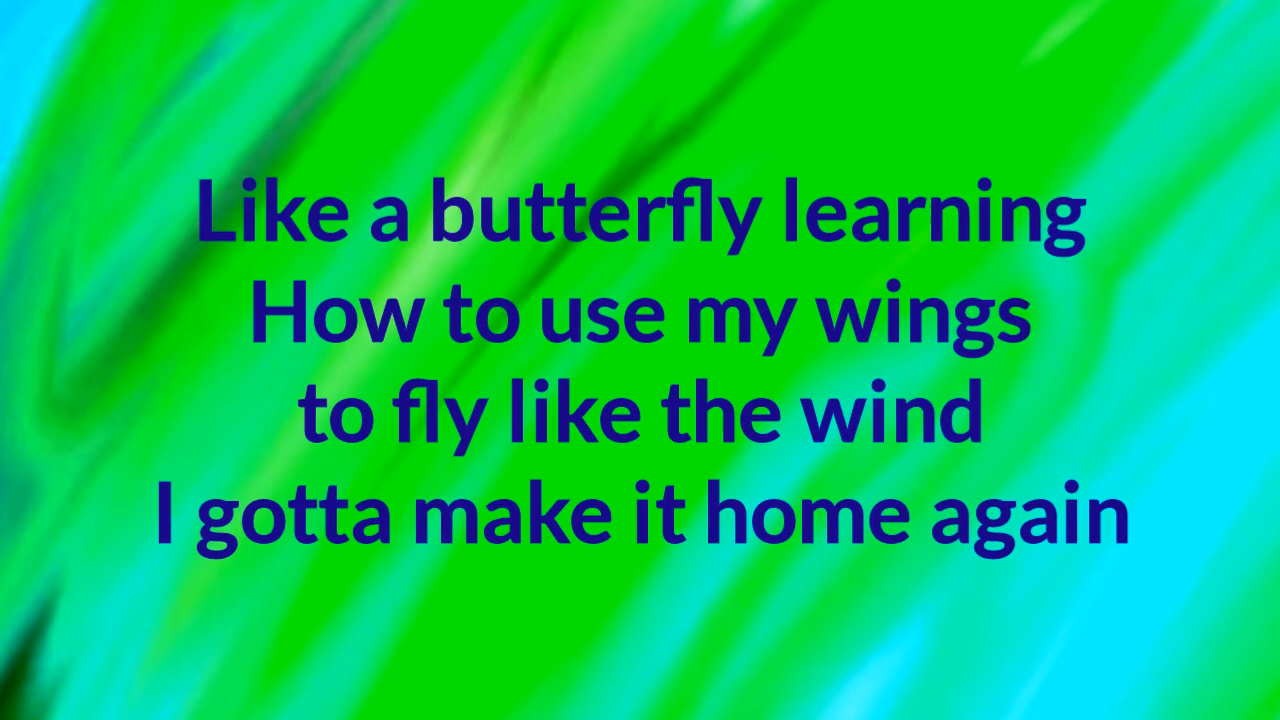 Like a butterfly learning
How to use my wings
to fly like the wind
I gotta make it home again